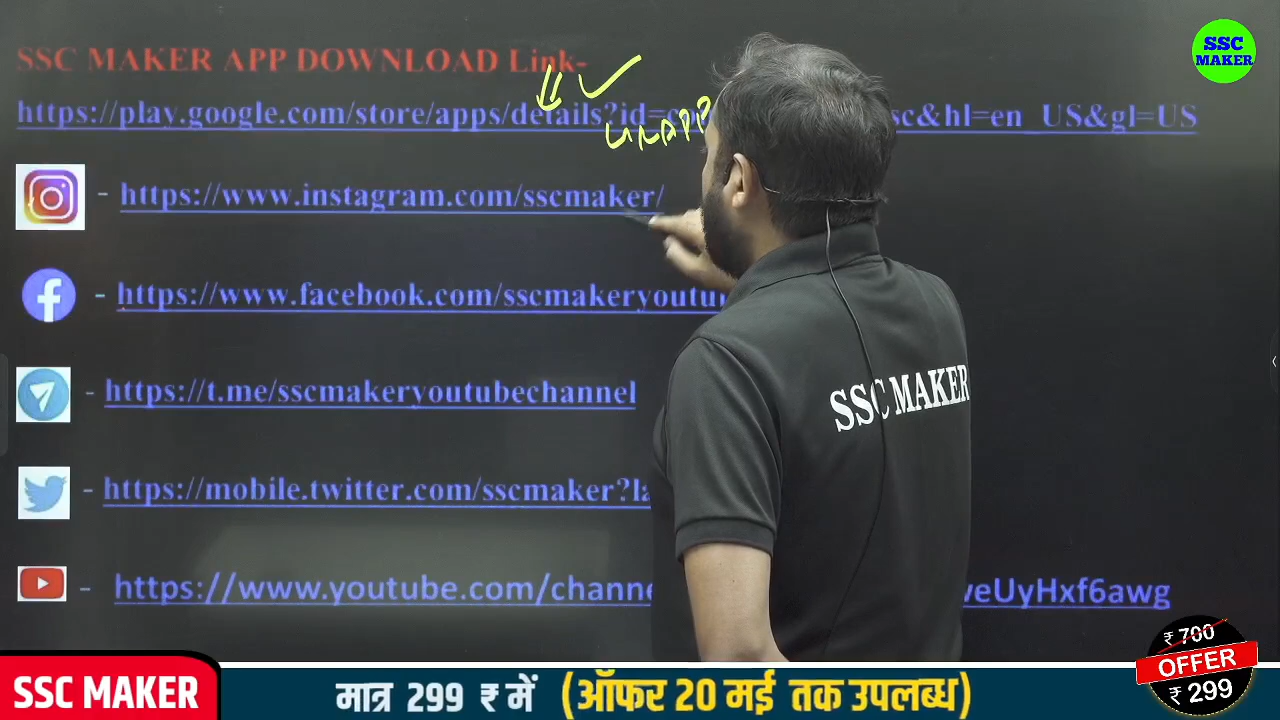 SSC MAKER
SSC MAKER APP DOWNLOAD Link-
https://play.google.com/store/apps/details?id= sc&hl=en_US&gl=US
- https://www.instagram.com/sscmaker/
- https://www.facebook.com/sscmakeryoutu
- https://t.me/sscmakeryoutubechannel
- https://mobile.twitter.com/sscmaker?la
- https://www.youtube.com/channe veUyHxf6awg
SSC MAKER
₹ 700
OFFER
₹ 299
SSC MAKER
मात्र 299 ₹ में (ऑफर 20 मई तक उपलब्ध)